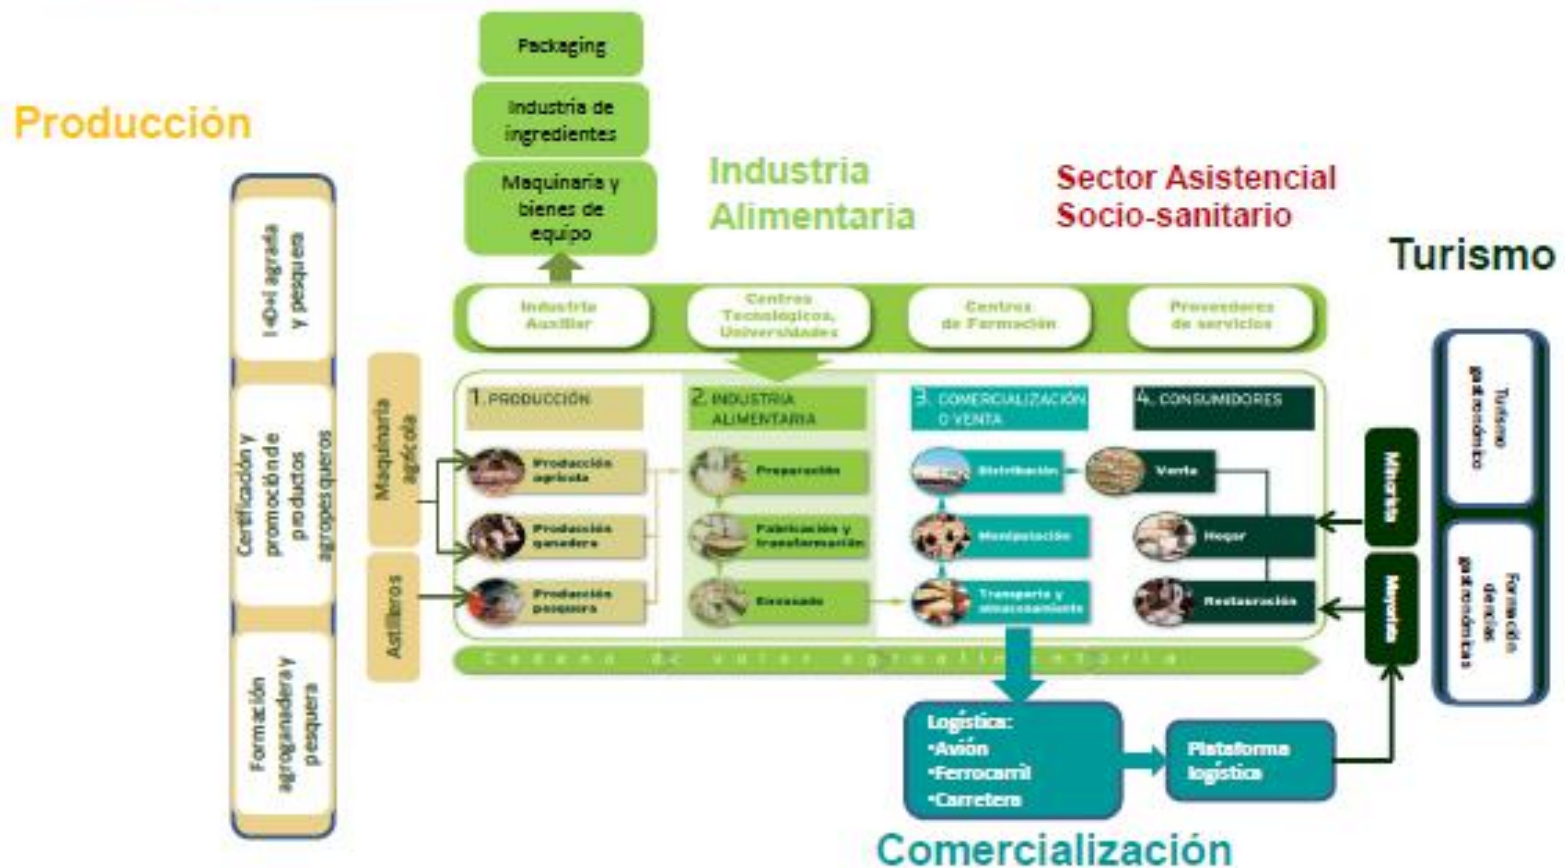 Packaging
Industria de
ingredientes
Maquinaria y
bienes de
equipo
Producción
Industria
Alimentaria
Sector Asistencial
Socio-sanitario
Turismo
I+D+i agraria
y pesquera
Certificación y
promoción de
productos
agropesqueros
Formación
agroganadera y
pesquera
Maquinaria
agrícola
Astilleros
Industria
Auxiliar
Centros
Tecnológicos,
Universidades
Centros
de Formación
Proveedores
de servicios
1. PRODUCCIÓN
Producción
agrícola
Producción
ganadera
Producción
pesquera
2. INDUSTRIA
ALIMENTARIA
Preparación
Fabricación y
transformación
Envasado
3. COMERCIALIZACIÓN
O VENTA
Distribución
Manipulación
Transporte y
almacenamiento
4. CONSUMIDORES
Venta
Hogar
Restauración
Cadena de valor agroalimentaria
Minorista
Mayorista
Turismo
gastronómico
Formación
ciencias
gastronómicas
Logística:
•Avión
•Ferrocarril
•Carretera
Plataforma
logística
Comercialización